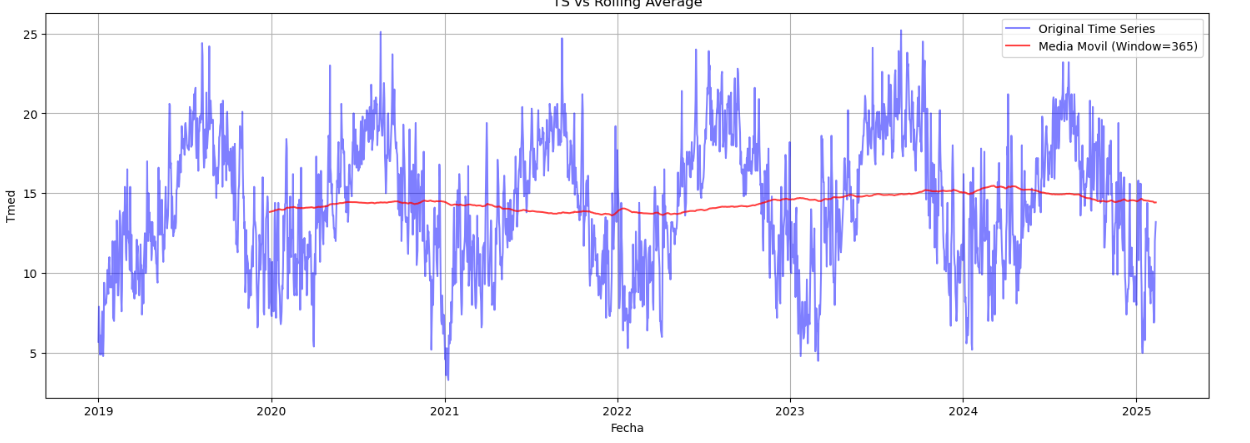 TS vs Rolling Average
Original Time Series
Media Movil (Window=365)
25
20
15
10
5
Tmed
2019
2020
2021
2022
2023
2024
2025
Fecha